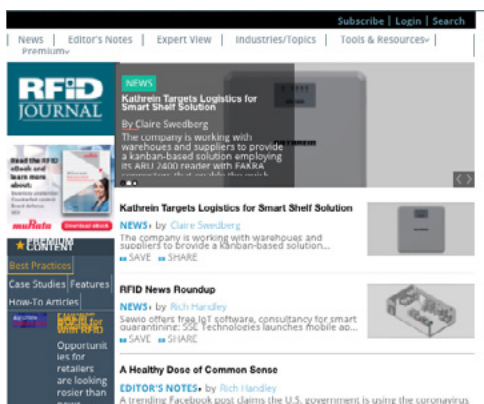 Subscribe | Login | Search
News | Editor's Notes | Expert View | Industries/Topics | Tools & Resources
Premium
RFID
JOURNAL
NEWS
Kathrein Targets Logistics for
Smart Shelf Solution
By Claire Swedberg
The company is working with
warehoues and suppliers to provide
a kanban-based solution employing
its ARU 2400 reader with FAKRA
Read the RFID
eBook and
learn more
about:
muRata
Download eBook
PREMIUM
CONTENT
Best Practices
Case Studies | Features
How-To Articles
with RFID
Opportunit
ies for
retailers
are looking
rosier than
Kathrein Targets Logistics for Smart Shelf Solution
NEWS • by Claire Swedberg
The company is working with warehoues and
suppliers to provide a kanban-based solution...
SAVE SHARE
RFID News Roundup
NEWS • by Rich Handley
Sewio offers free IoT software, consultancy for smart
quarantining; SSE Technologies launches mobile ap...
SAVE SHARE
A Healthy Dose of Common Sense
EDITOR'S NOTES • by Rich Handley
A trending Facebook post claims the U.S. government is using the coronavirus